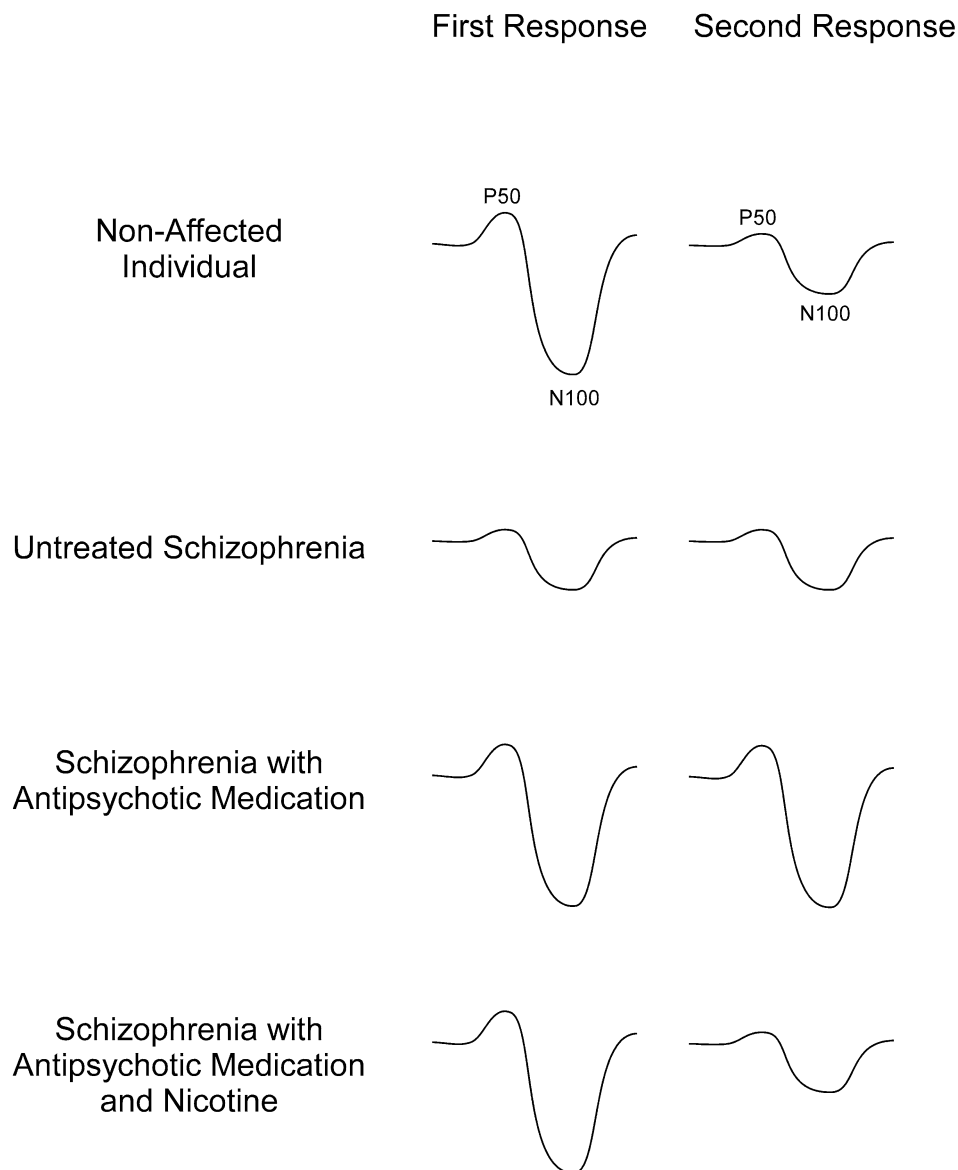 First Response Second Response
P50
P50
Non-Affected
Individual
N100
N100
Untreated Schizophrenia
Schizophrenia with
Antipsychotic Medication
Schizophrenia with
Antipsychotic Medication
and Nicotine